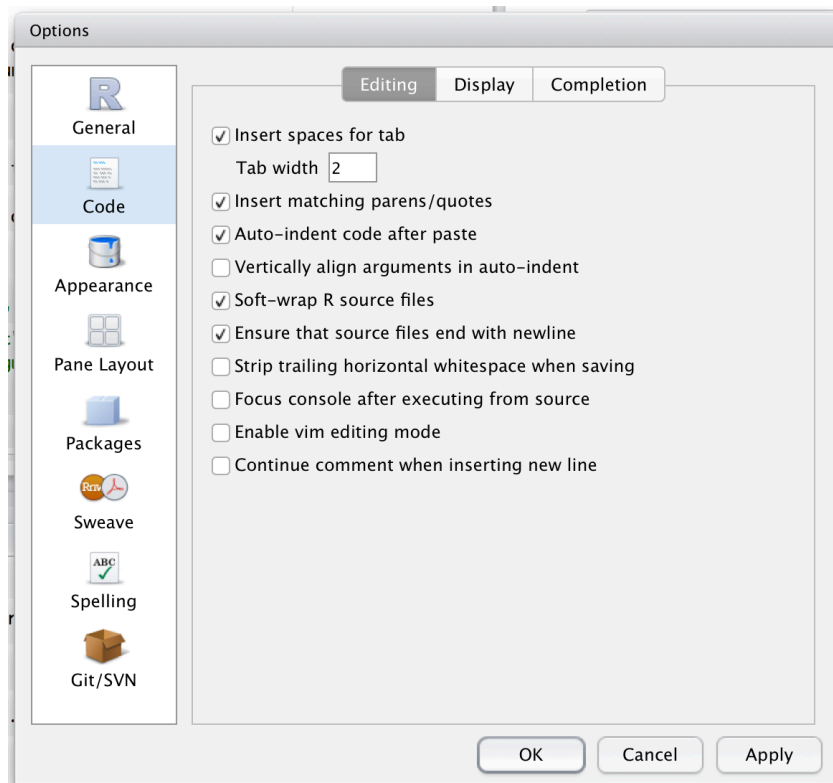 Options
General
Code
Appearance
Pane Layout
Packages
Rnw
Sweave
ABC
Spelling
Git/SVN
Editing Display Completion
Insert spaces for tab
Tab width 2
Insert matching parens/quotes
Auto-indent code after paste
Vertically align arguments in auto-indent
Soft-wrap R source files
Ensure that source files end with newline
Strip trailing horizontal whitespace when saving
Focus console after executing from source
Enable vim editing mode
Continue comment when inserting new line
OK Cancel Apply